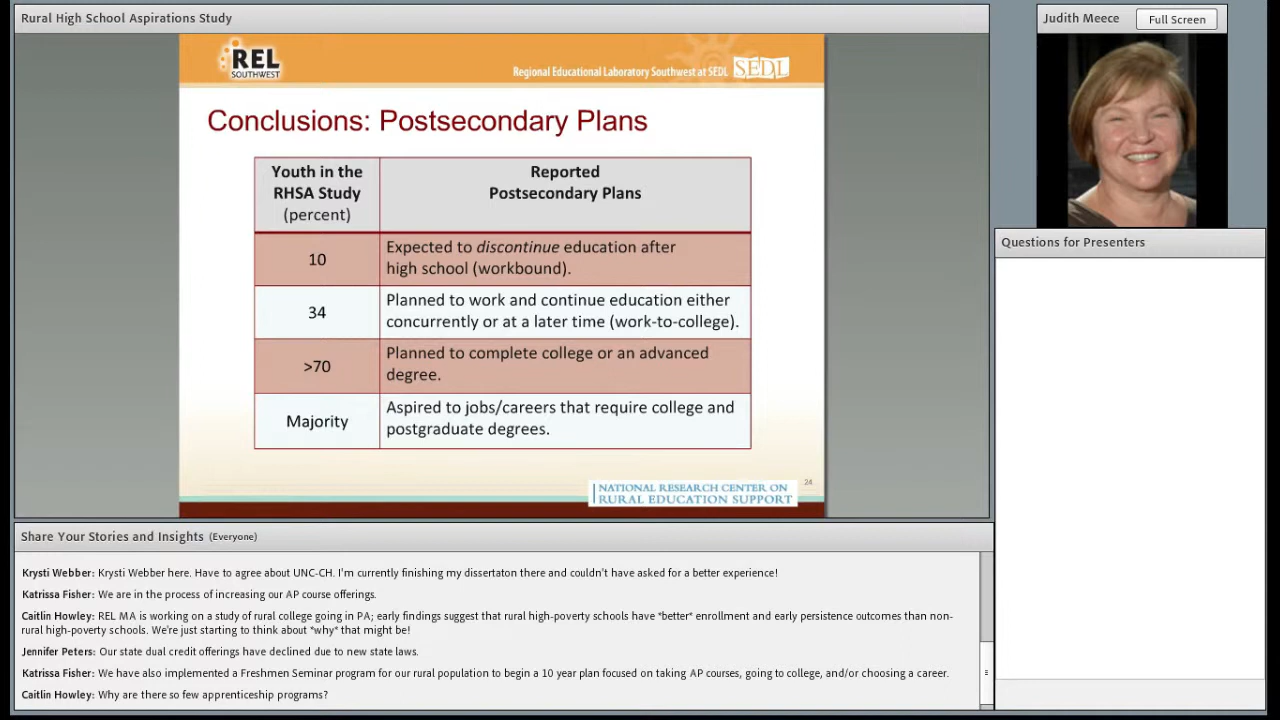 Rural High School Aspirations Study
REL
SOUTHWEST
Regional Educational Laboratory Southwest at SEDL
SEDL
Conclusions: Postsecondary Plans
Youth in the
RHSA Study
(percent)
Reported
Postsecondary Plans
10
Expected to discontinue education after
high school (workbound).
34
Planned to work and continue education either
concurrently or at a later time (work-to-college).
>70
Planned to complete college or an advanced
degree.
Majority
Aspired to jobs/careers that require college and
postgraduate degrees.
NATIONAL RESEARCH CENTER ON
RURAL EDUCATION SUPPORT
24
Judith Meece
Full Screen
Questions for Presenters
Share Your Stories and Insights (Everyone)
Krysti Webber: Krysti Webber here. Have to agree about UNC-CH. I'm currently finishing my dissertaton there and couldn't have asked for a better experience!
Katrissa Fisher: We are in the process of increasing our AP course offerings.
Caitlin Howley: REL MA is working on a study of rural college going in PA; early findings suggest that rural high-poverty schools have *better* enrollment and early persistence outcomes than non-
rural high-poverty schools. We're just starting to think about *why* that might be!
Jennifer Peters: Our state dual credit offerings have declined due to new state laws.
Katrissa Fisher: We have also implemented a Freshmen Seminar program for our rural population to begin a 10 year plan focused on taking AP courses, going to college, and/or choosing a career.
Caitlin Howley: Why are there so few apprenticeship programs?